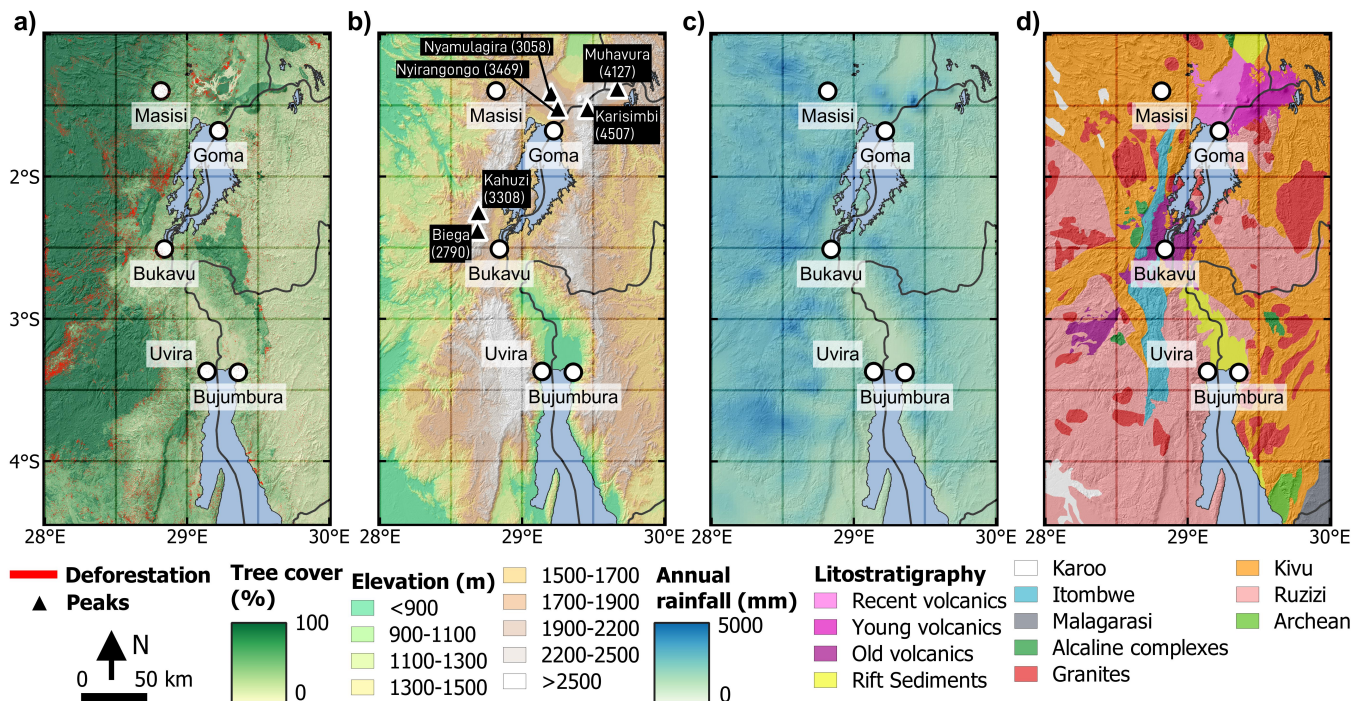 a)
b)
c)
d)
Masisi
Goma
Bukavu
Uvira
Bujumbura
2°S
3°S
4°S
28°E
29°E
30°E
Nyamulagira (3058)
Nyirangongo (3469)
Muhavura
(4127)
Karisimbi
(4507)
Masisi
Goma
Kahuzi
(3308)
Biega
(2790)
Bukavu
Uvira
Bujumbura
28°E
29°E
30°E
Masisi
Goma
Bukavu
Uvira
Bujumbura
28°E
29°E
30°E
Masisi
Goma
Bukavu
Uvira
Bujumbura
28°E
29°E
30°E
Deforestation
Peaks
N
0 50 km
Tree cover
(%)
100
0
Elevation (m)
<900
900-1100
1100-1300
1300-1500
1500-1700
1700-1900
1900-2200
2200-2500
>2500
Annual
rainfall (mm)
5000
0
Litostratigraphy
Recent volcanics
Young volcanics
Old volcanics
Rift Sediments
Karoo
Itombwe
Malagarasi
Alcaline complexes
Granites
Kivu
Ruzizi
Archean